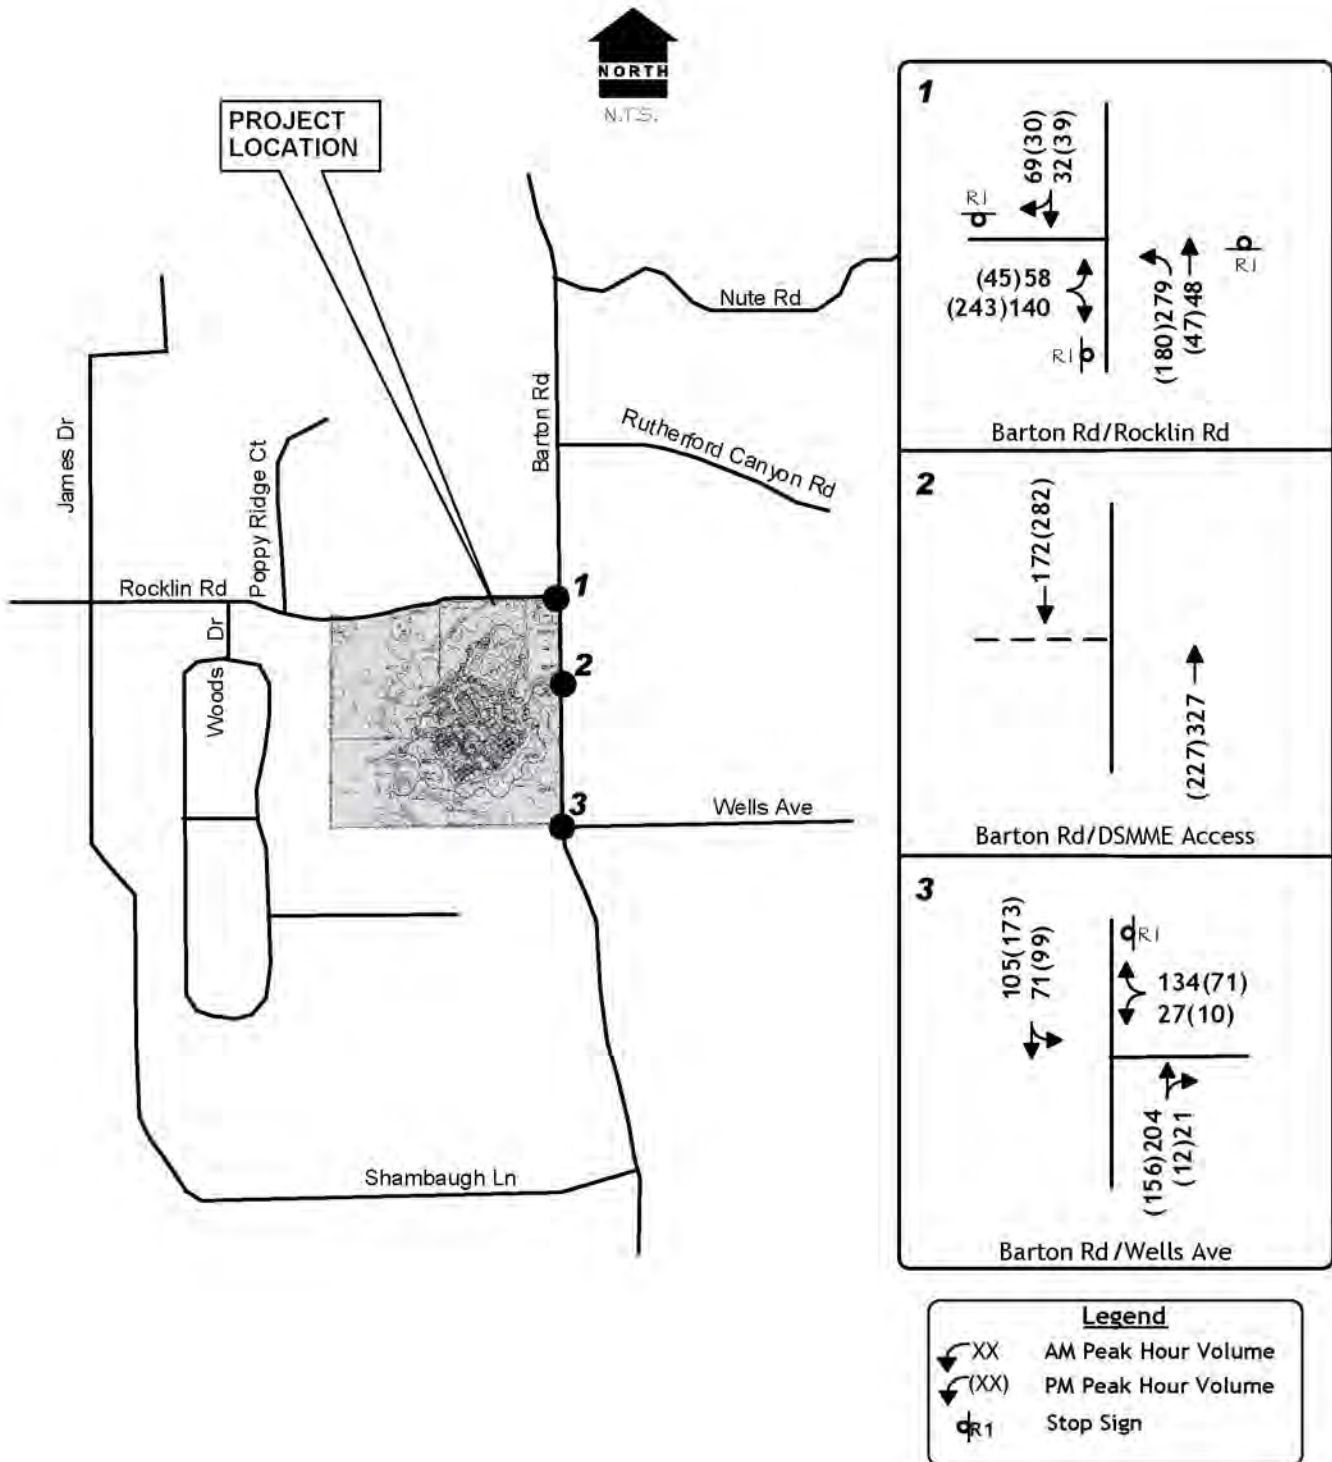 NORTH
N.T.S.
PROJECT
LOCATION
Nute Rd
Barton Rd
Rutherford Canyon Rd
James Dr
Poppy Ridge Ct
Rocklin Rd
Woods Dr
1
2
3
Wells Ave
Shambaugh Ln
1
69(30)
32(39)
R1
(45)58
(243)140
R1
(180)279
(47)48
R1
Barton Rd/Rocklin Rd
2
172(282)
(227)327
Barton Rd/DSMME Access
3
105(173)
71(99)
R1
134(71)
27(10)
(156)204
(12)21
Barton Rd/Wells Ave
Legend
XX AM Peak Hour Volume
(XX) PM Peak Hour Volume
R1 Stop Sign